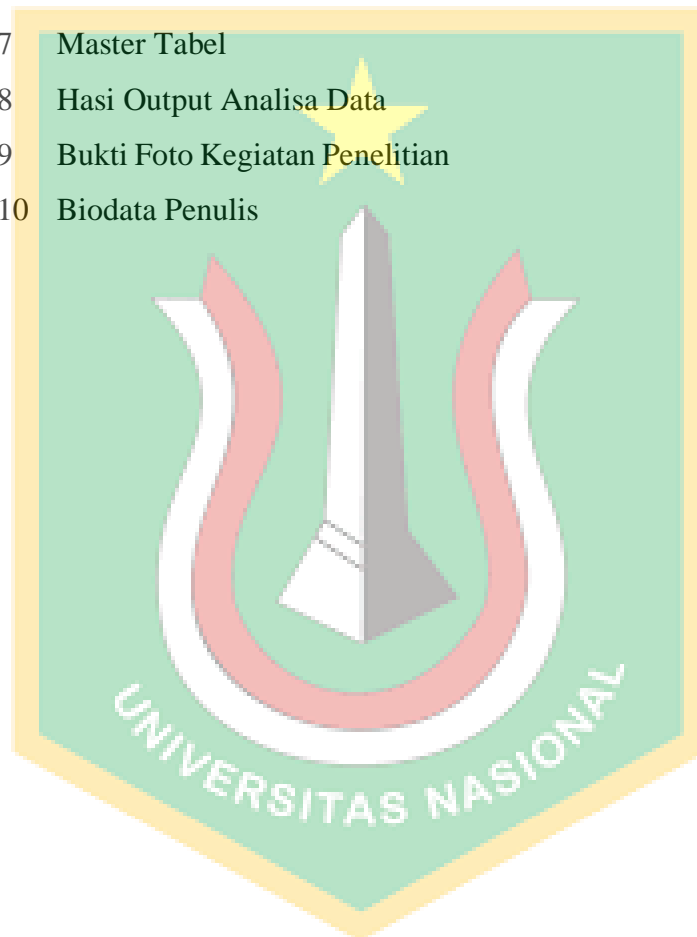 7 Master Tabel
8 Hasi Output Analisa Data
9 Bukti Foto Kegiatan Penelitian
10 Biodata Penulis
UNIVERSITAS NASIONAL